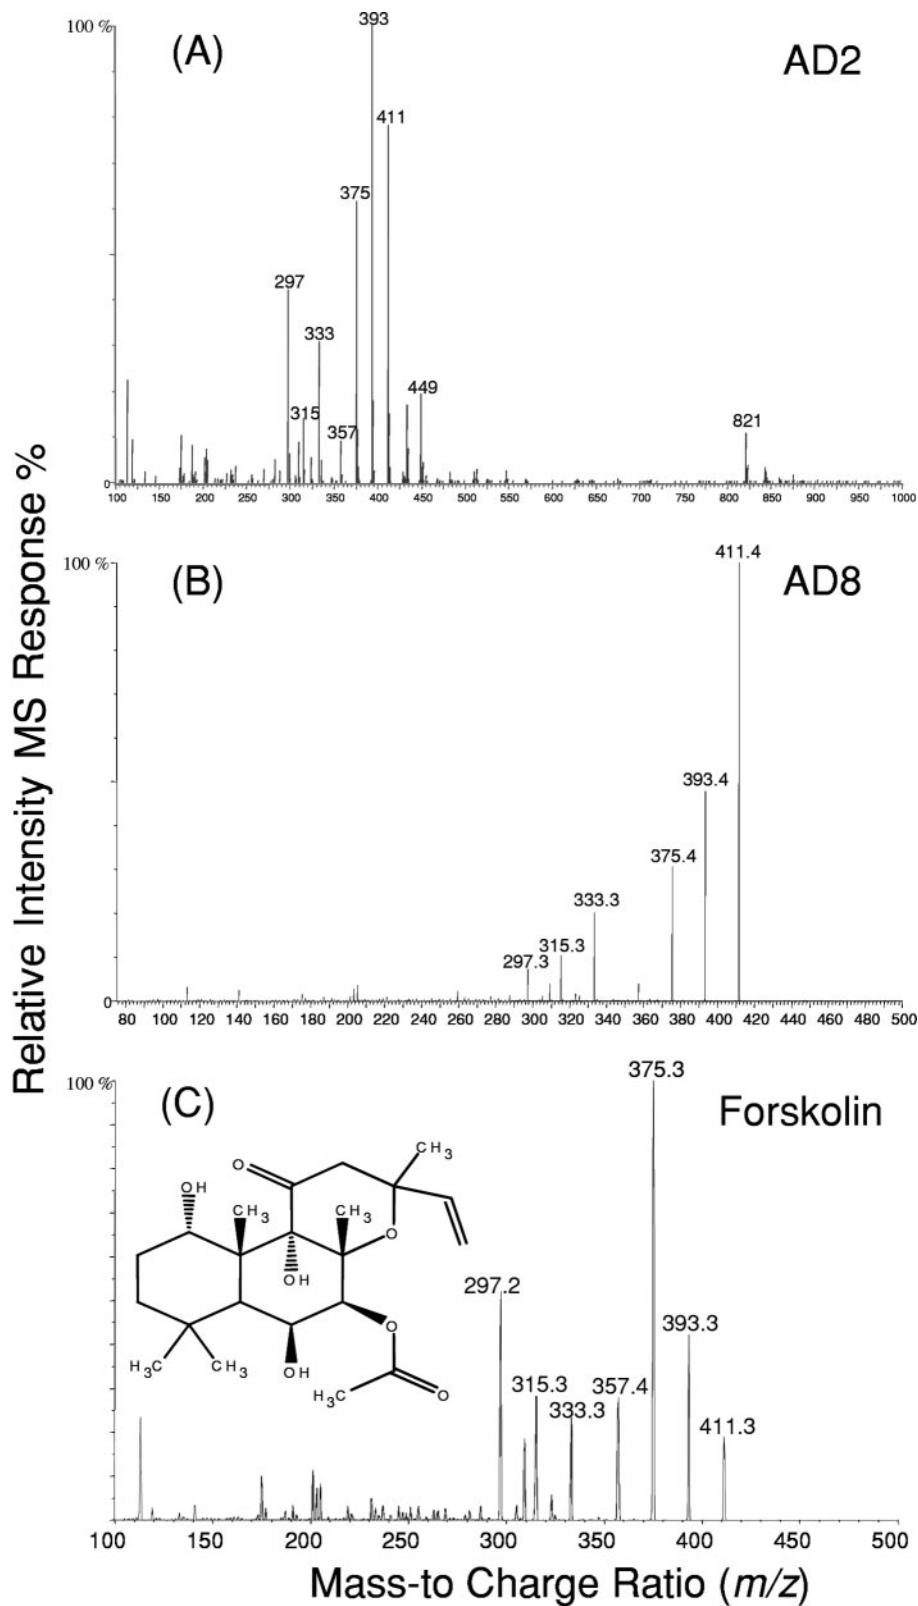 Relative Intensity MS Response %
100 %
(A)
AD2
393
411
375
297
333
315
357
449
821
0
100 150 200 250 300 350 400 450 500 550 600 650 700 750 800 850 900 950 1000
100 %
(B)
AD8
411.4
393.4
375.4
333.3
315.3
297.3
0
80 100 120 140 160 180 200 220 240 260 280 300 320 340 360 380 400 420 440 460 480 500
100 %
(C)
Forskolin
375.3
297.2
393.3
315.3
357.4
333.3
411.3
O
CH3
OH
CH3
CH3
O
OH
O
H3C
CH3
OH
H3C
O
100 150 200 250 300 350 400 450 500
Mass-to Charge Ratio (m/z)